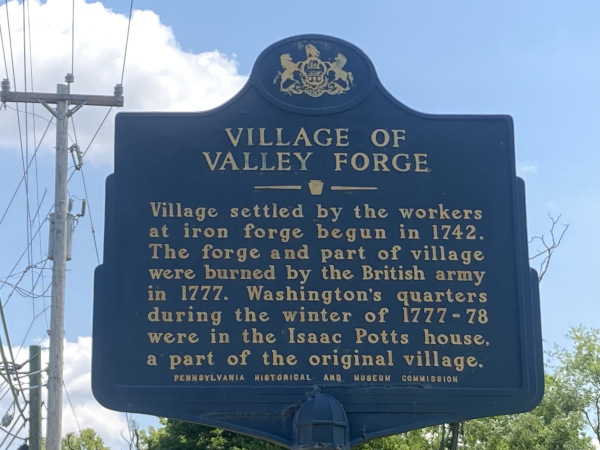 VILLAGE OF
VALLEY FORGE
Village settled by the workers
at iron forge begun in 1742.
The forge and part of village
were burned by the British army
in 1777. Washington's quarters
during the winter of 1777-78
were in the Isaac Potts house,
a part of the original village.
PENNSYLVANIA HISTORICAL AND MUSEUM COMMISSION